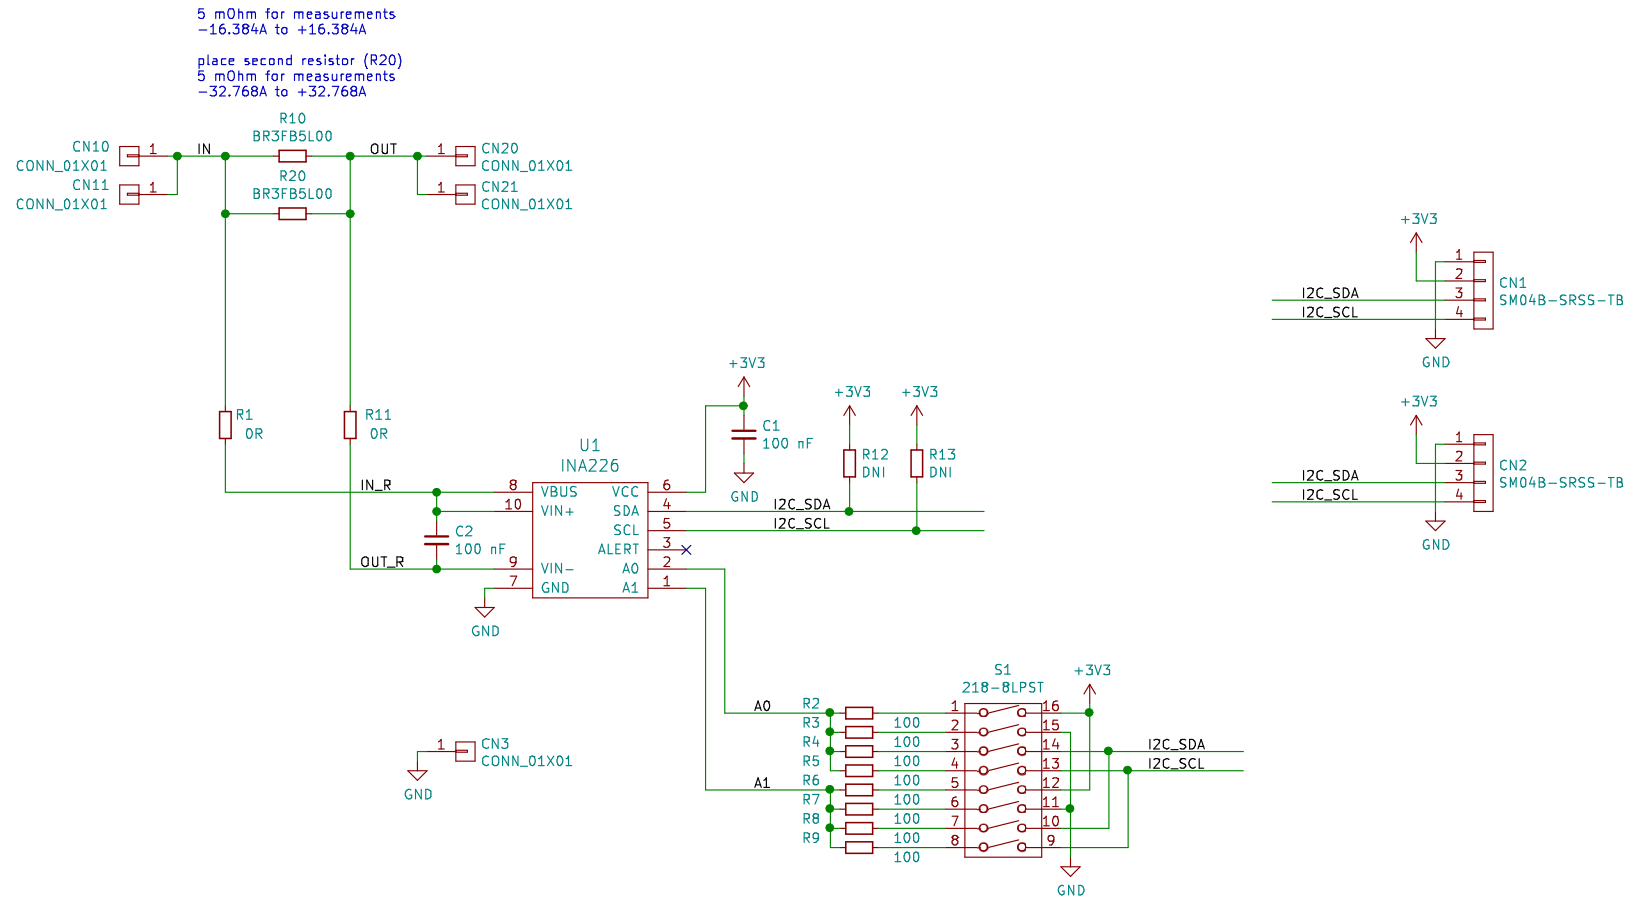 5 mOhm for measurements
-16.384A to +16.384A
place second resistor (R20)
5 mOhm for measurements
-32.768A to +32.768A
R10
BR3FB5L00
CN10
CONN_01X01
1
IN
OUT
1
CN20
CONN_01X01
R20
BR3FB5L00
CN11
CONN_01X01
1
1
CN21
CONN_01X01
+3V3
1
2
3
4
I2C_SDA
I2C_SCL
CN1
SM04B-SRSS-TB
GND
+3V3
1
2
3
4
I2C_SDA
I2C_SCL
CN2
SM04B-SRSS-TB
GND
R1
0R
R11
0R
+3V3
C1
100 nF
GND
+3V3
R12
DNI
+3V3
R13
DNI
U1
INA226
IN_R
8 VBUS VCC 6
10 VIN+ SDA 4
I2C_SDA
SCL 5
I2C_SCL
C2
100 nF
ALERT 3
OUT_R
9 VIN- A0 2
7 GND A1 1
GND
S1
218-8LPST
+3V3
A0
R2
1 16
100
R3
2 15
100
R4
3 14
I2C_SDA
100
R5
4 13
I2C_SCL
100
A1
R6
5 12
100
R7
6 11
100
R8
7 10
100
R9
8 9
100
GND
1
CN3
CONN_01X01
GND